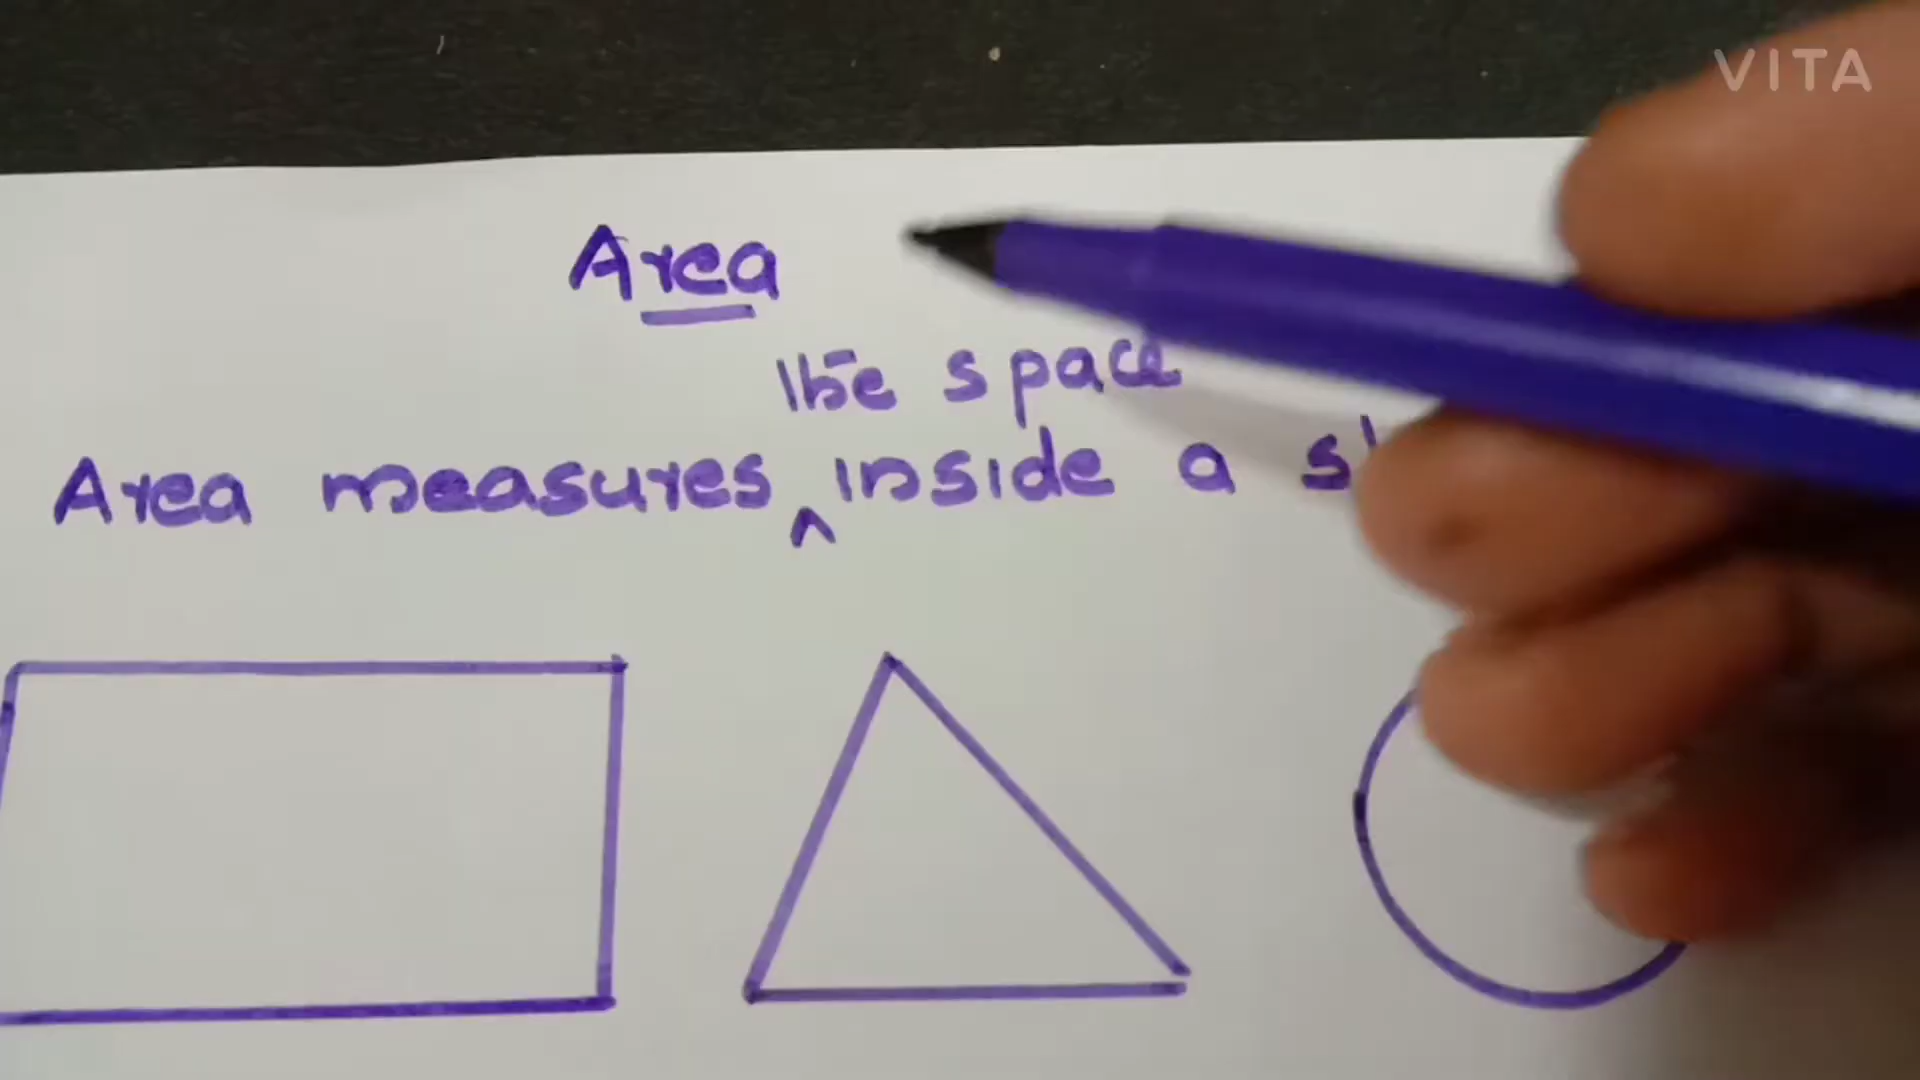 VITA
Area
the space
Area measures ^ inside a